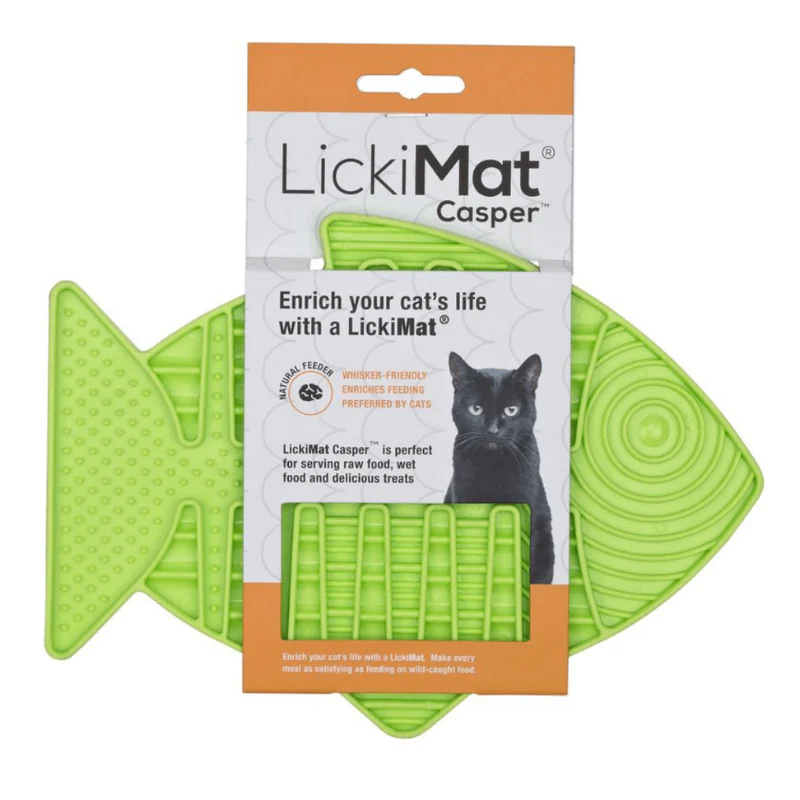 LickiMat®
Casper™
Enrich your cat's life
with a LickiMat®
NATURAL FEEDER
WHISKER-FRIENDLY
ENRICHES FEEDING
PREFERRED BY CATS
LickiMat Casper™ is perfect
for serving raw food, wet
food and delicious treats
Enrich your cat's life with a LickiMat. Make every
meal as satisfying as feeding on wild-caught food.